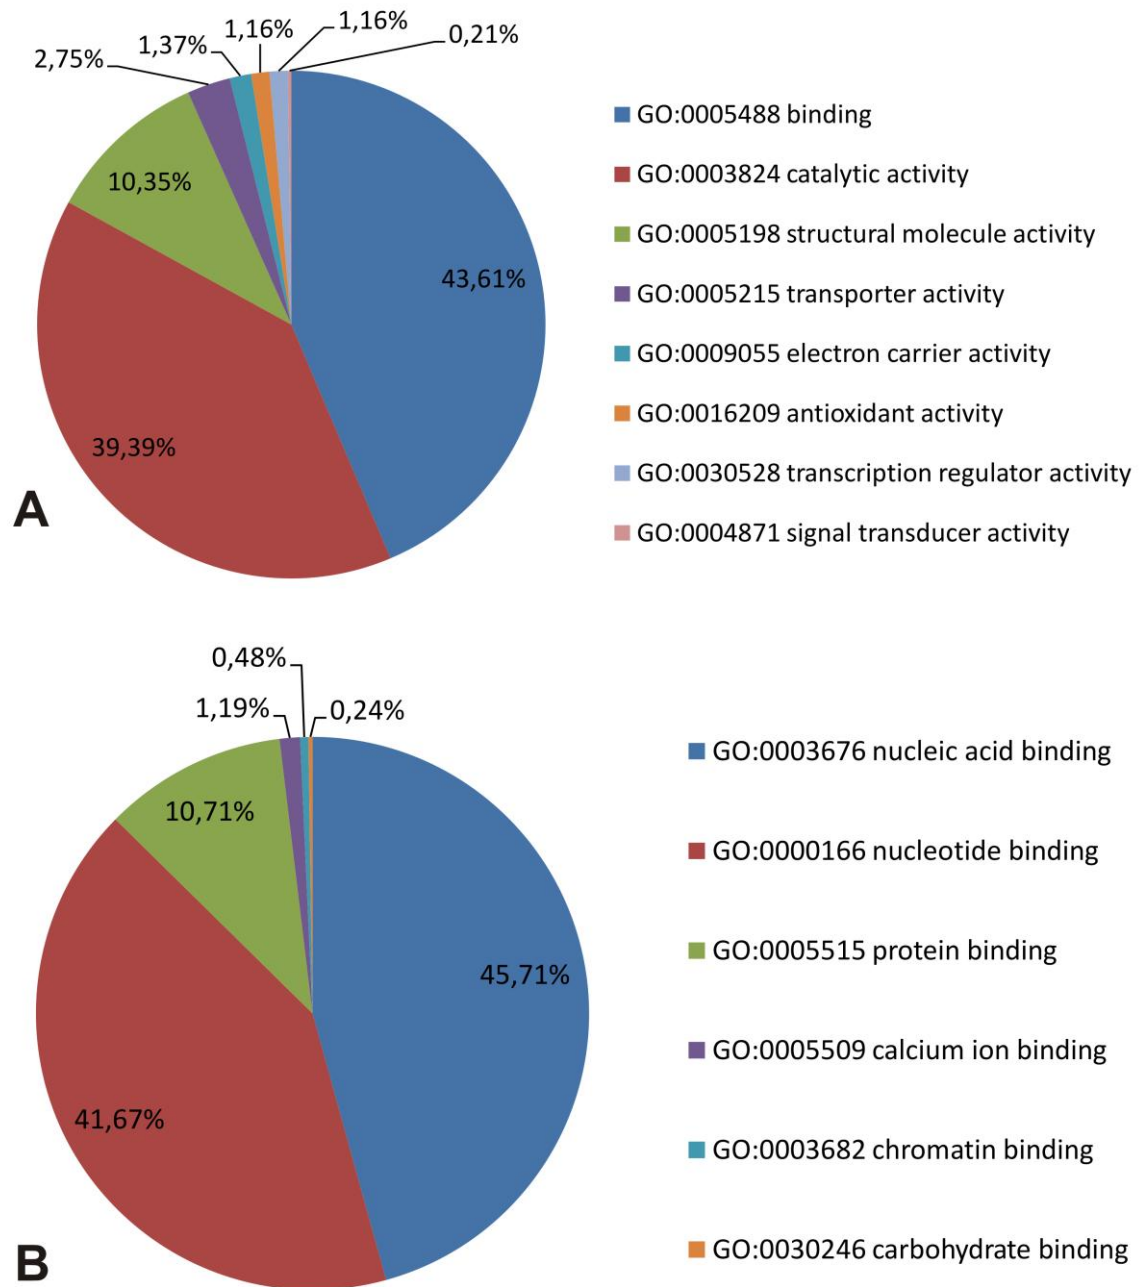 1,16%
1,16%
0,21%
1,37%
2,75%
10,35%
43,61%
39,39%
GO:0005488 binding
GO:0003824 catalytic activity
GO:0005198 structural molecule activity
GO:0005215 transporter activity
GO:0009055 electron carrier activity
GO:0016209 antioxidant activity
GO:0030528 transcription regulator activity
GO:0004871 signal transducer activity
A
0,48%
1,19%
0,24%
10,71%
45,71%
41,67%
GO:0003676 nucleic acid binding
GO:0000166 nucleotide binding
GO:0005515 protein binding
GO:0005509 calcium ion binding
GO:0003682 chromatin binding
GO:0030246 carbohydrate binding
B